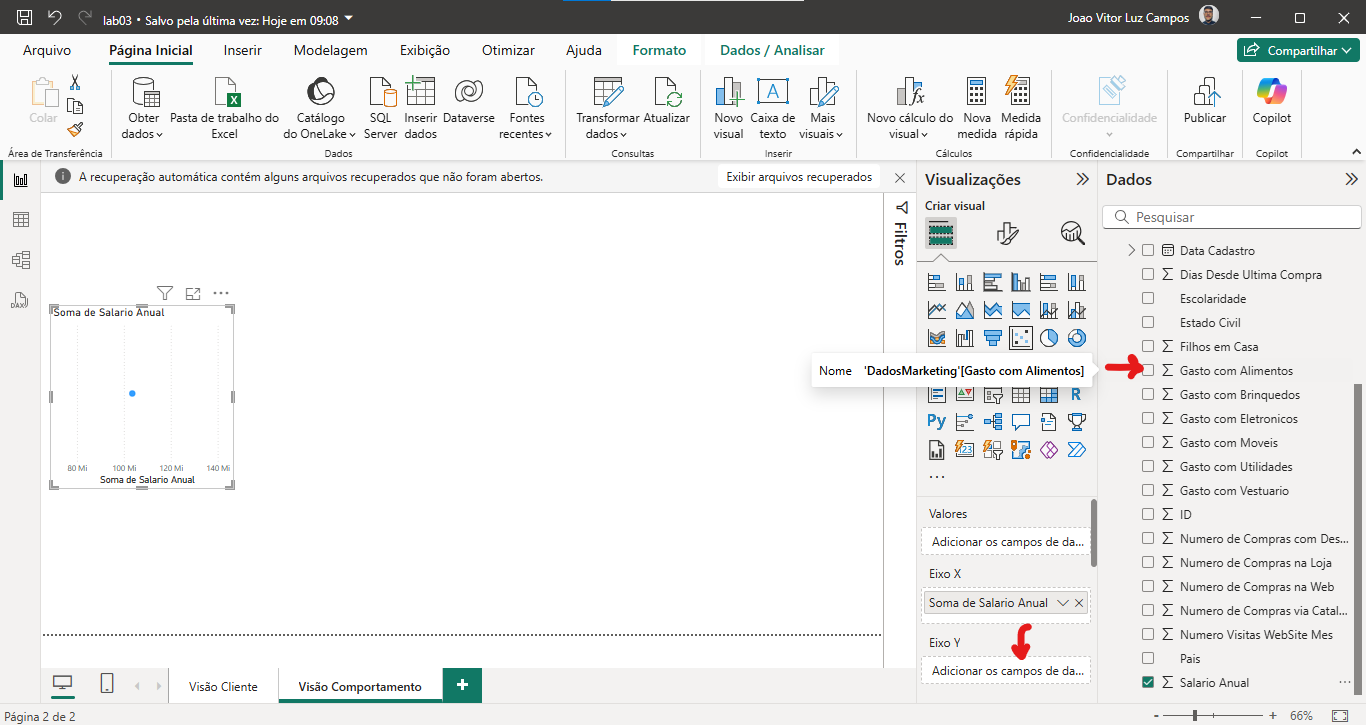 lab03 • Salvo pela última vez: Hoje em 09:08
Joao Vitor Luz Campos
Arquivo
Página Inicial
Inserir
Modelagem
Exibição
Otimizar
Ajuda
Formato
Dados / Analisar
Compartilhar
Colar
Obter
dados
Pasta de trabalho do
Excel
Catálogo
do OneLake
SQL
Server
Inserir
dados
Dataverse
Fontes
recentes
Transformar
dados
Atualizar
Novo
visual
Caixa de
texto
Mais
visuais
Novo cálculo do
visual
Nova
medida
Medida
rápida
Confidencialidade
Publicar
Copilot
Área de Transferência
Dados
Consultas
Inserir
Cálculos
Confidencialidade
Compartilhar
Copilot
A recuperação automática contém alguns arquivos recuperados que não foram abertos.
Exibir arquivos recuperados
DAX
Soma de Salario Anual
80 Mi
100 Mi
120 Mi
140 Mi
Soma de Salario Anual
Filtros
Visualizações
Criar visual
Nome 'DadosMarketing'[Gasto com Alimentos]
R
Py
123
...
Valores
Adicionar os campos de da...
Eixo X
Soma de Salario Anual
Eixo Y
Adicionar os campos de da...
Dados
Pesquisar
Data Cadastro
Dias Desde Ultima Compra
Escolaridade
Estado Civil
Filhos em Casa
Gasto com Alimentos
Gasto com Brinquedos
Gasto com Eletronicos
Gasto com Moveis
Gasto com Utilidades
Gasto com Vestuario
ID
Numero de Compras com Des...
Numero de Compras na Loja
Numero de Compras na Web
Numero de Compras via Catal...
Numero Visitas WebSite Mes
Pais
Salario Anual
Visão Cliente
Visão Comportamento
+
Página 2 de 2
- + 66%